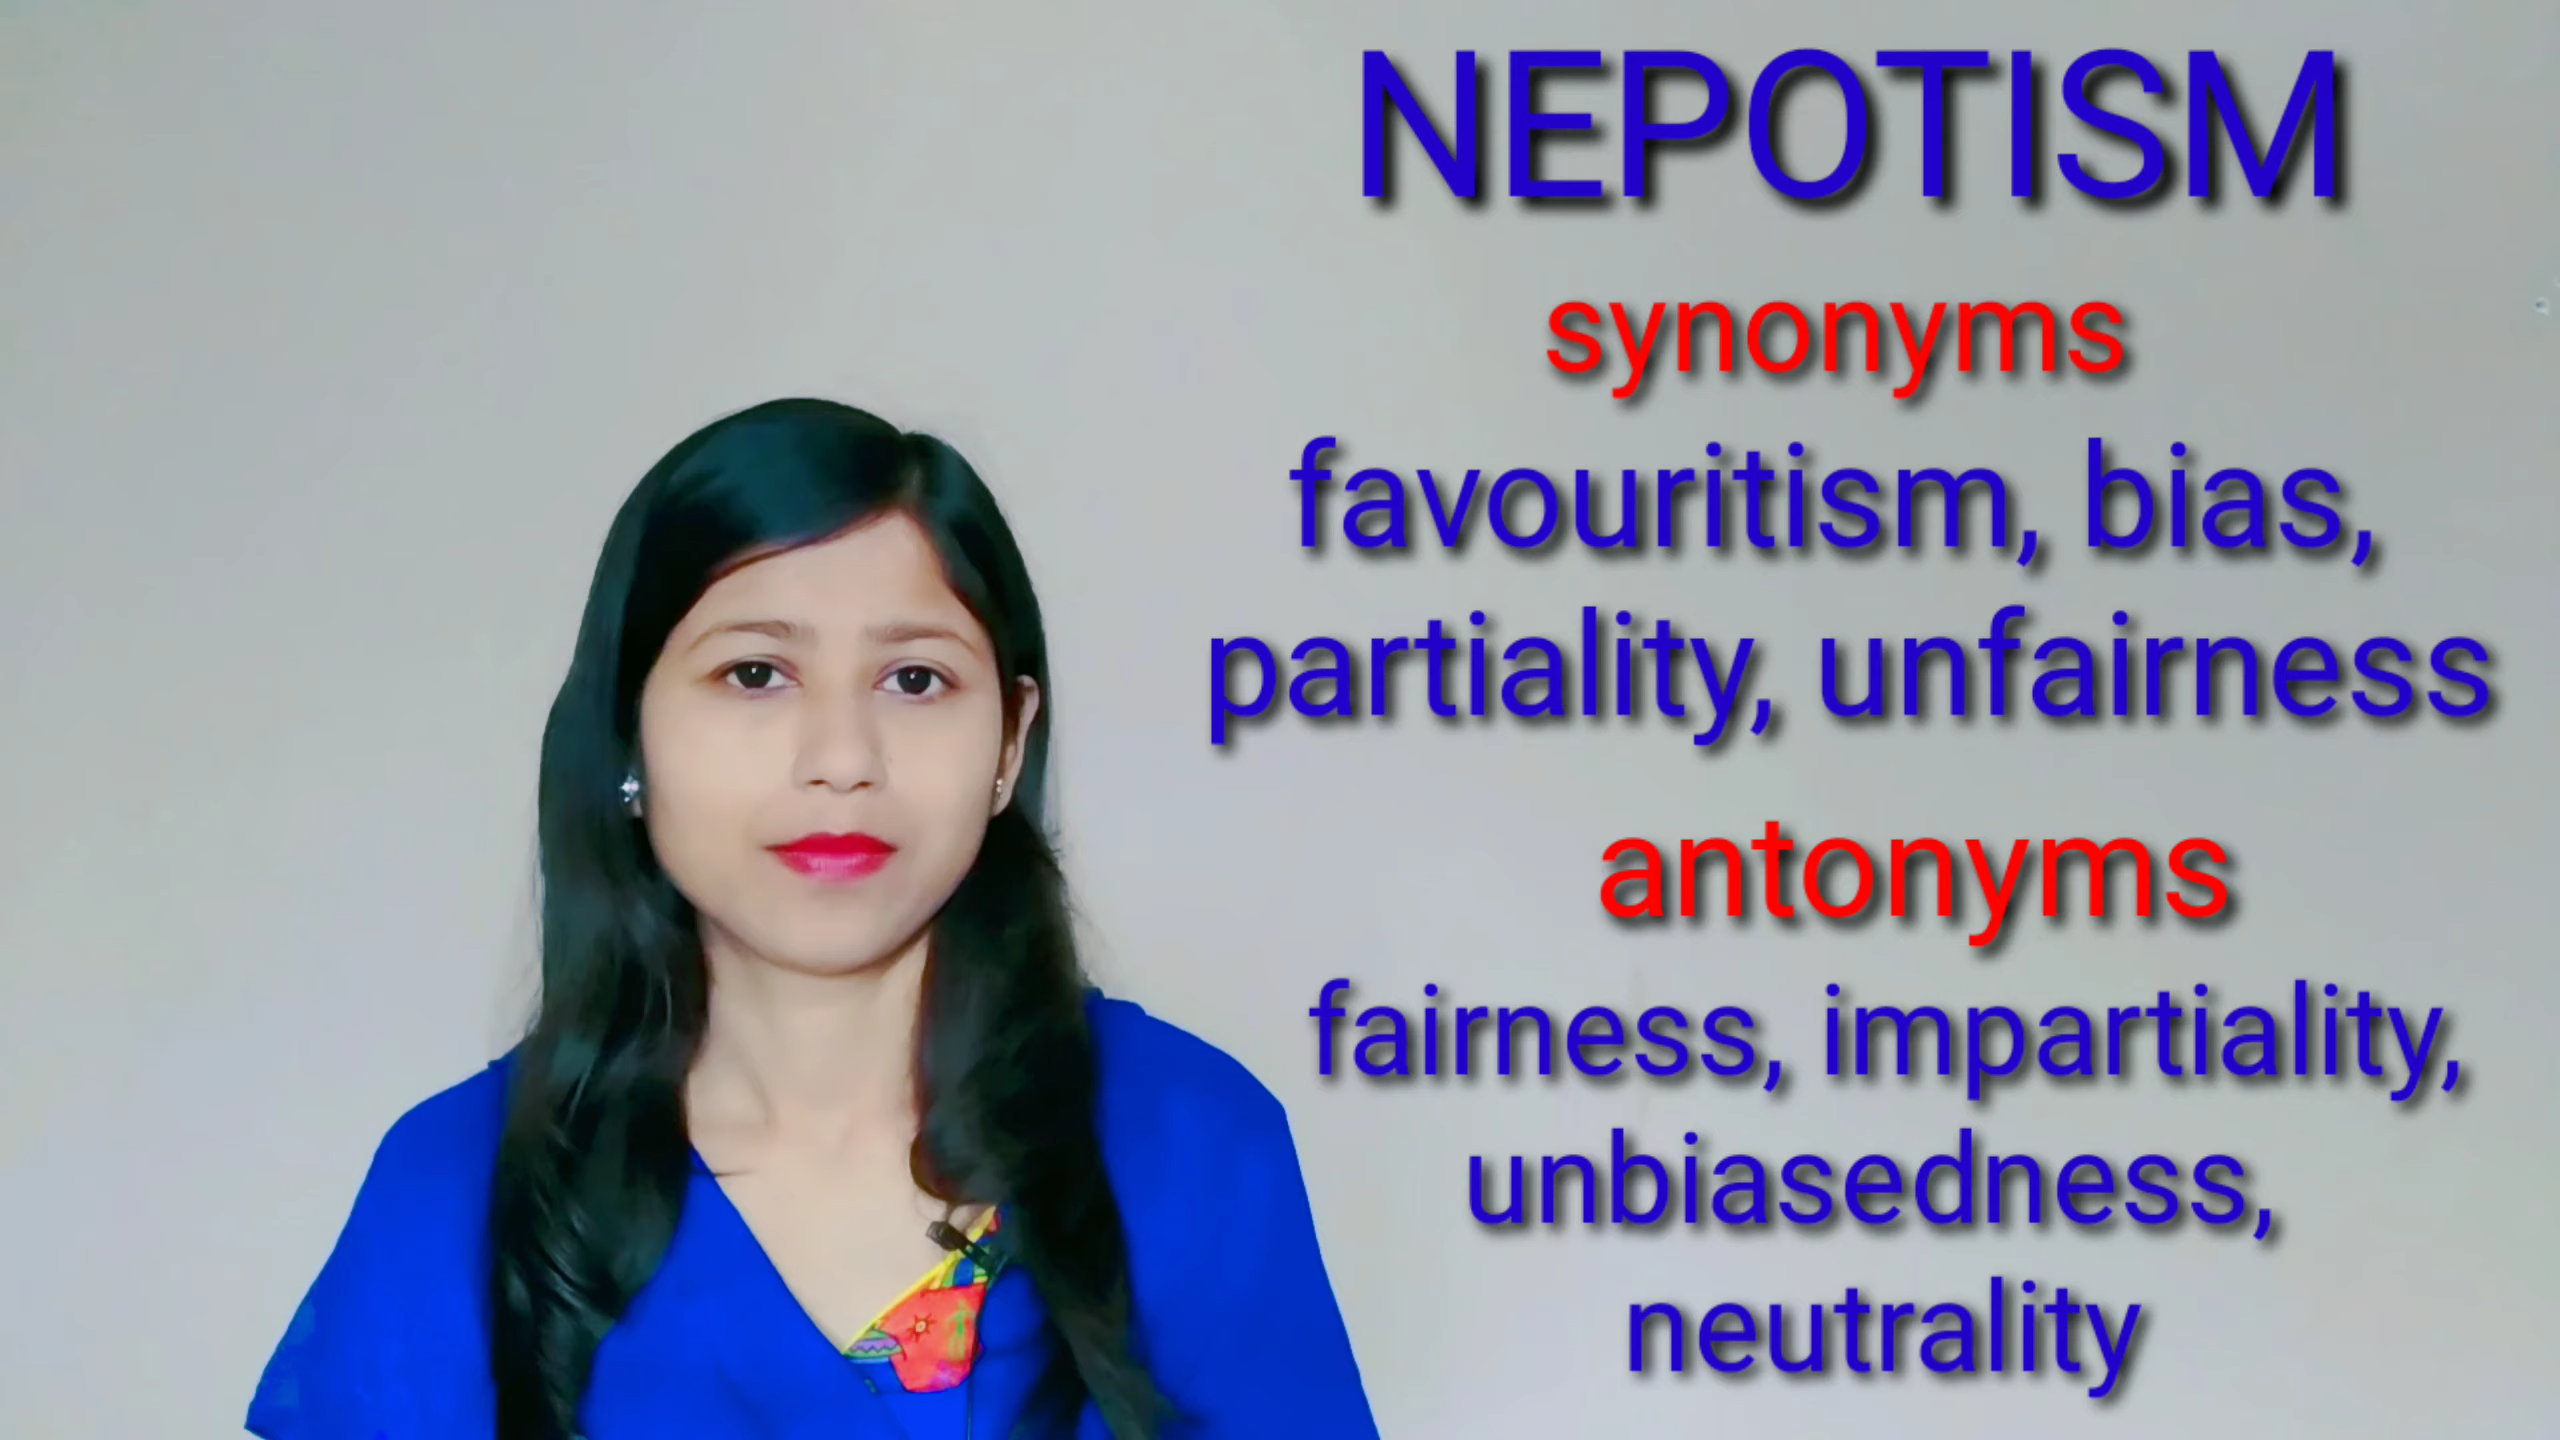 NEPOTISM
synonyms
favouritism, bias,
partiality, unfairness
antonyms
fairness, impartiality,
unbiasedness,
neutrality